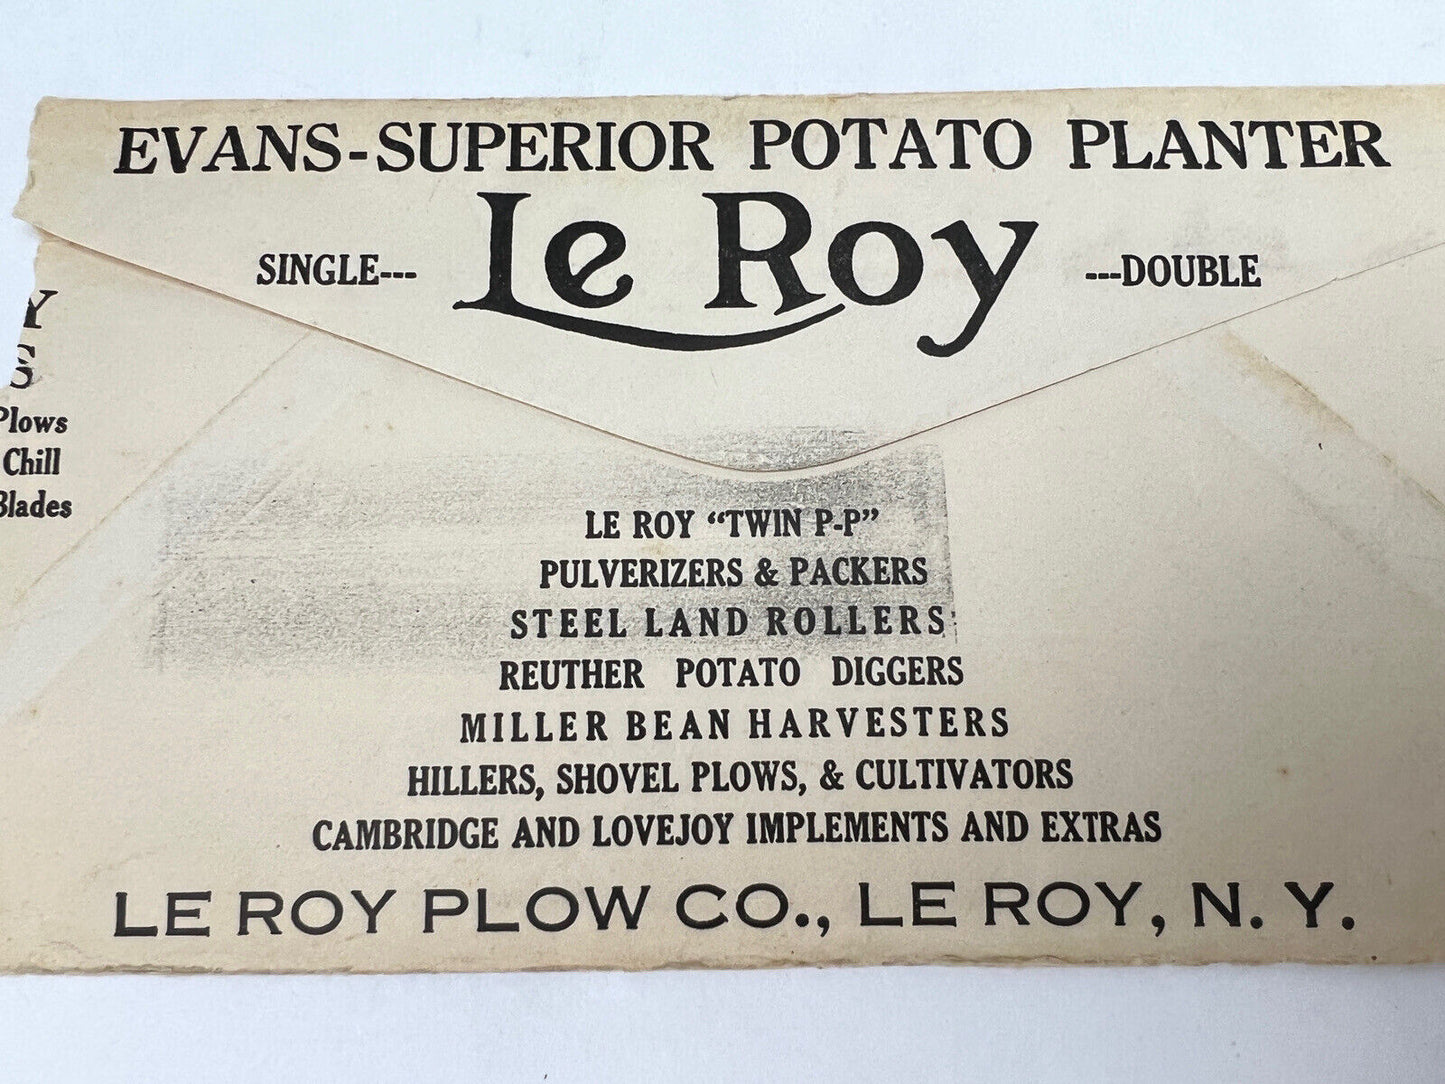 EVANS-SUPERIOR POTATO PLANTER
SINGLE--- Le Roy ---DOUBLE
Y
S
Plows
Chill
Blades
LE ROY “TWIN P-P”
PULVERIZERS & PACKERS
STEEL LAND ROLLERS
REUTHER POTATO DIGGERS
MILLER BEAN HARVESTERS
HILLERS, SHOVEL PLOWS, & CULTIVATORS
CAMBRIDGE AND LOVEJOY IMPLEMENTS AND EXTRAS
LE ROY PLOW CO., LE ROY, N. Y.